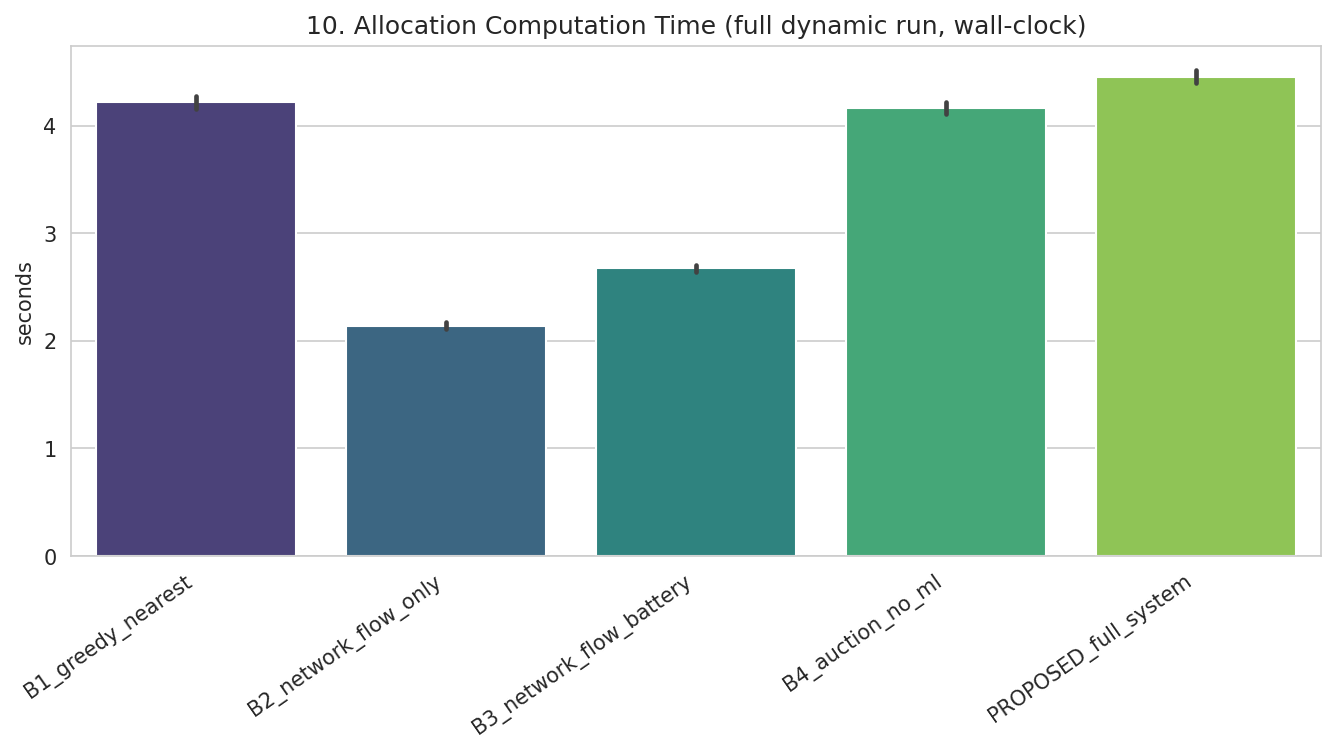 10. Allocation Computation Time (full dynamic run, wall-clock)
seconds
4
3
2
1
0
B1_greedy_nearest
B2_network_flow_only
B3_network_flow_battery
B4_auction_no_ml
PROPOSED_full_system